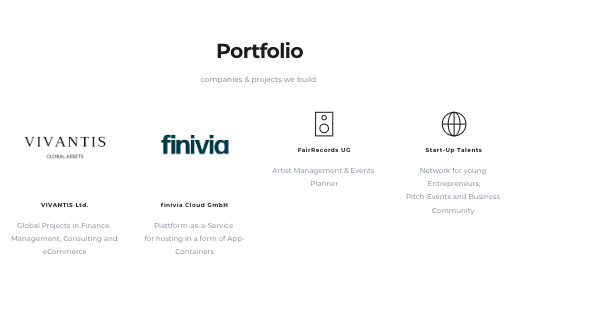 Portfolio
companies & projects we build
VIVANTIS
GLOBAL ASSETS
VIVANTIS Ltd.
Global Projects in Finance,
Management, Consulting and
eCommerce
finivia
finivia Cloud GmbH
Plattform-as-a-Service
for hosting in a form of App-
Containers
FairRecords UG
Artist Management & Events
Planner
Start-Up Talents
Network for young
Entrepreneurs,
Pitch-Events and Business
Community